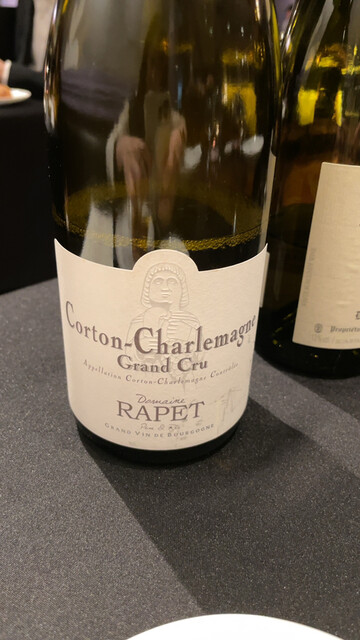 Corton-Charlemagne
Grand Cru
Appellation Corton-Charlemagne Contrôlée
Domaine
RAPET
GRAND VIN DE BOURGOGNE